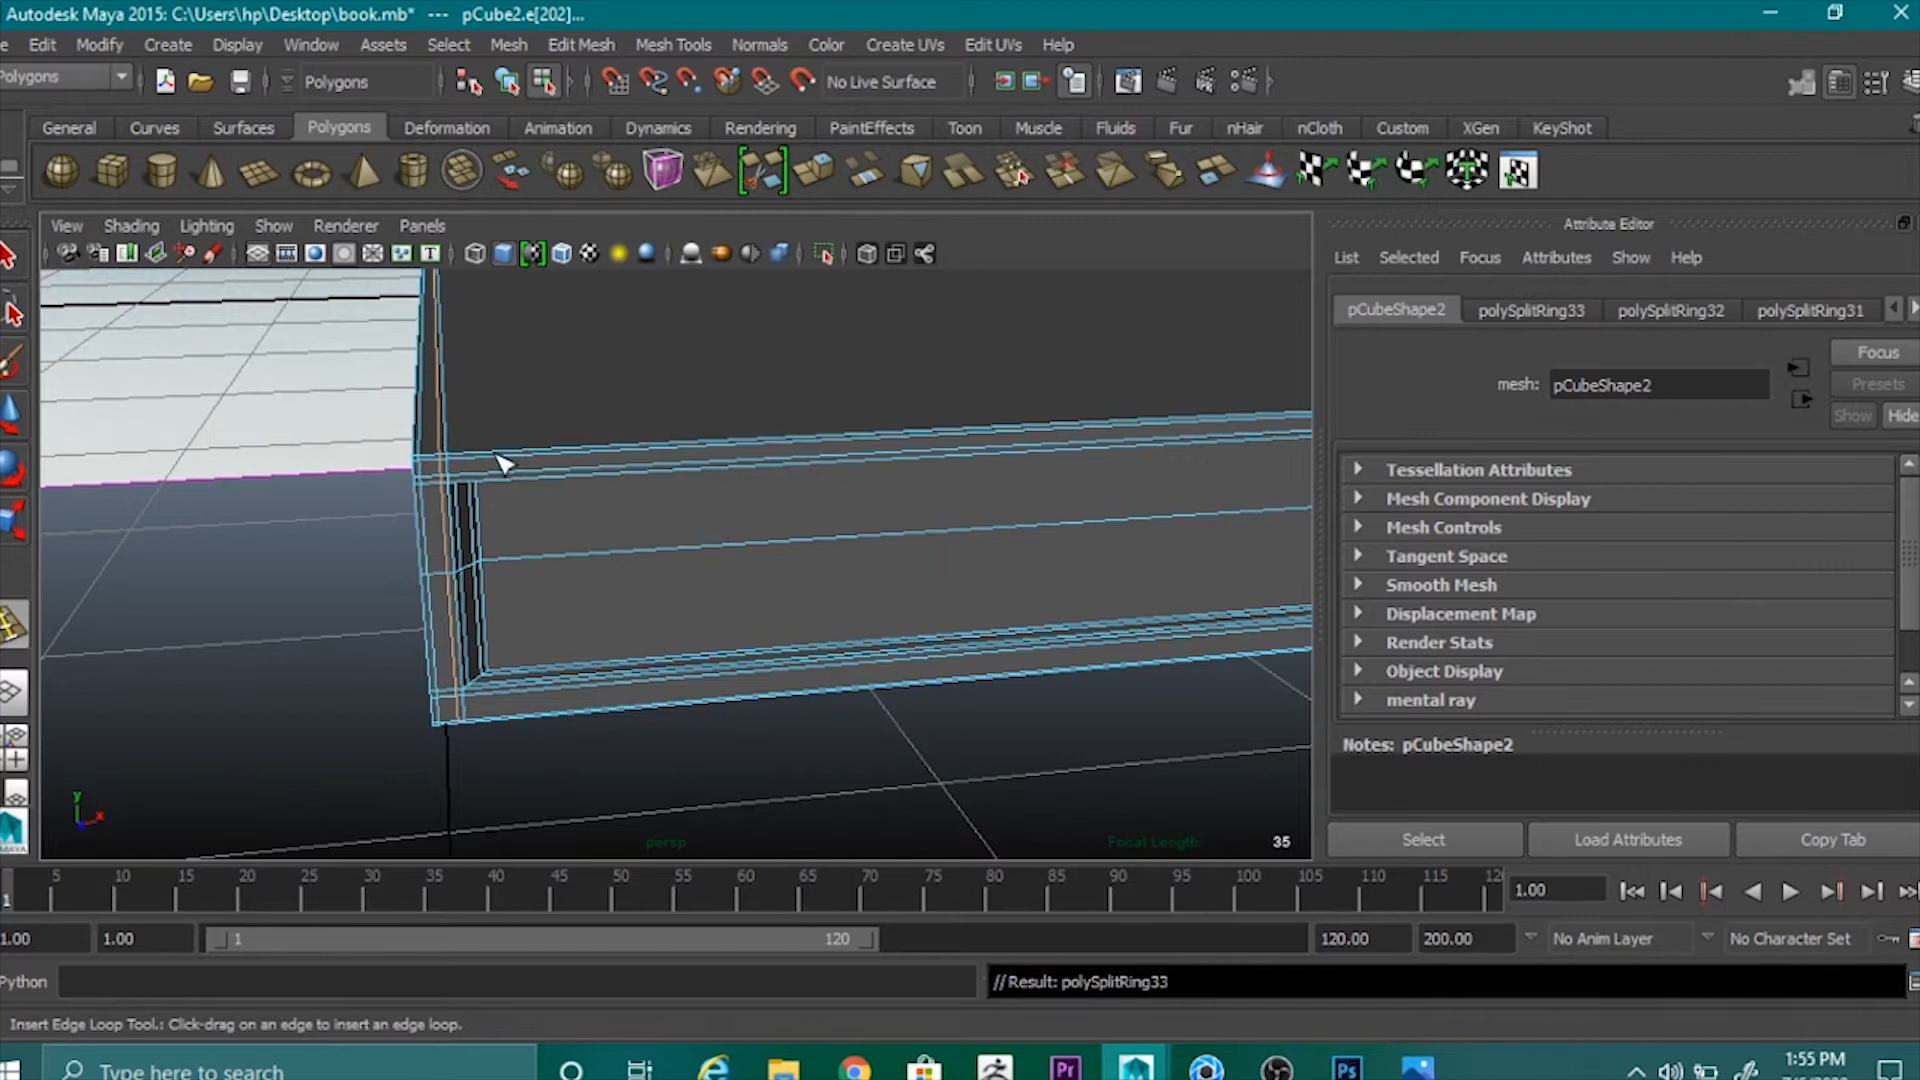 Autodesk Maya 2015: C:\Users\hp\Desktop\book.mb* --- pCube2.e[202]...
e Edit Modify Create Display Window Assets Select Mesh Edit Mesh Mesh Tools Normals Color Create UVs Edit UVs Help
Polygons Polygons No Live Surface
General Curves Surfaces Polygons Deformation Animation Dynamics Rendering PaintEffects Toon Muscle Fluids Fur nHair nCloth Custom XGen KeyShot
View Shading Lighting Show Renderer Panels
Attribute Editor
List Selected Focus Attributes Show Help
pCubeShape2 polySplitRing33 polySplitRing32 polySplitRing31
Focus
mesh: pCubeShape2
Presets
Show Hide
Tessellation Attributes
Mesh Component Display
Mesh Controls
Tangent Space
Smooth Mesh
Displacement Map
Render Stats
Object Display
mental ray
Notes: pCubeShape2
y
x
persp Focal Length 35
Select Load Attributes Copy Tab
5 10 15 20 25 30 35 40 45 50 55 60 65 70 75 80 85 90 95 100 105 110 115 12
1 1.00
1.00 1.00 1 120 120.00 200.00 No Anim Layer No Character Set
Python // Result: polySplitRing33
Insert Edge Loop Tool.: Click-drag on an edge to insert an edge loop.
Type here to search
Pr Ps
1:55 PM